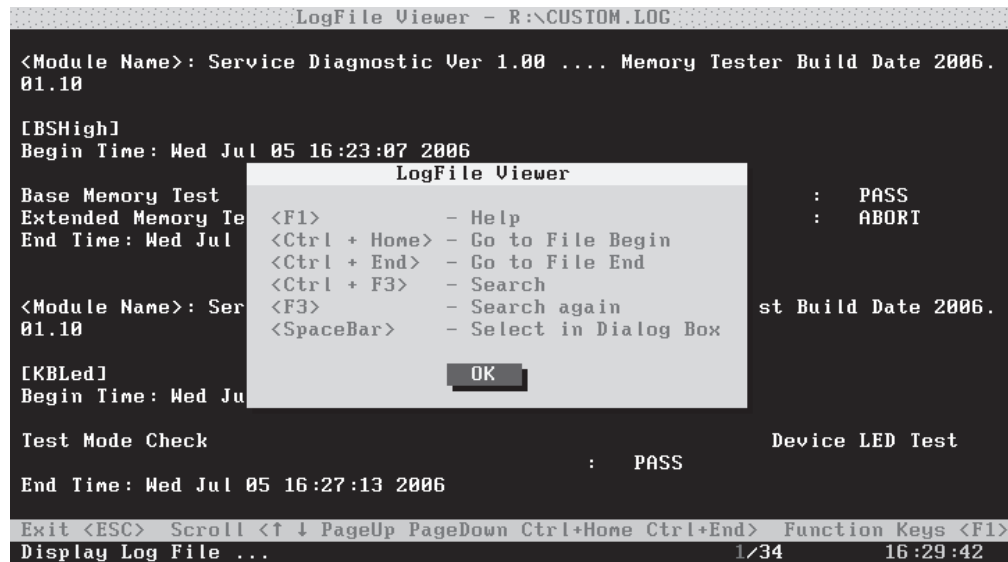 LogFile Viewer - R:\CUSTOM.LOG
<Module Name>: Service Diagnostic Ver 1.00 .... Memory Tester Build Date 2006.
01.10
[BSHigh]
Begin Time: Wed Jul 05 16:23:07 2006
Base Memory Test : PASS
Extended Memory Te : ABORT
End Time: Wed Jul
LogFile Viewer
<F1> - Help
<Ctrl + Home> - Go to File Begin
<Ctrl + End> - Go to File End
<Ctrl + F3> - Search
<F3> - Search again
<SpaceBar> - Select in Dialog Box
OK
<Module Name>: Ser st Build Date 2006.
01.10
[KBLed]
Begin Time: Wed Ju
Test Mode Check Device LED Test
: PASS
End Time: Wed Jul 05 16:27:13 2006
Exit <ESC> Scroll <↑ ↓ PageUp PageDown Ctrl+Home Ctrl+End> Function Keys <F1>
Display Log File ... 1/34 16:29:42